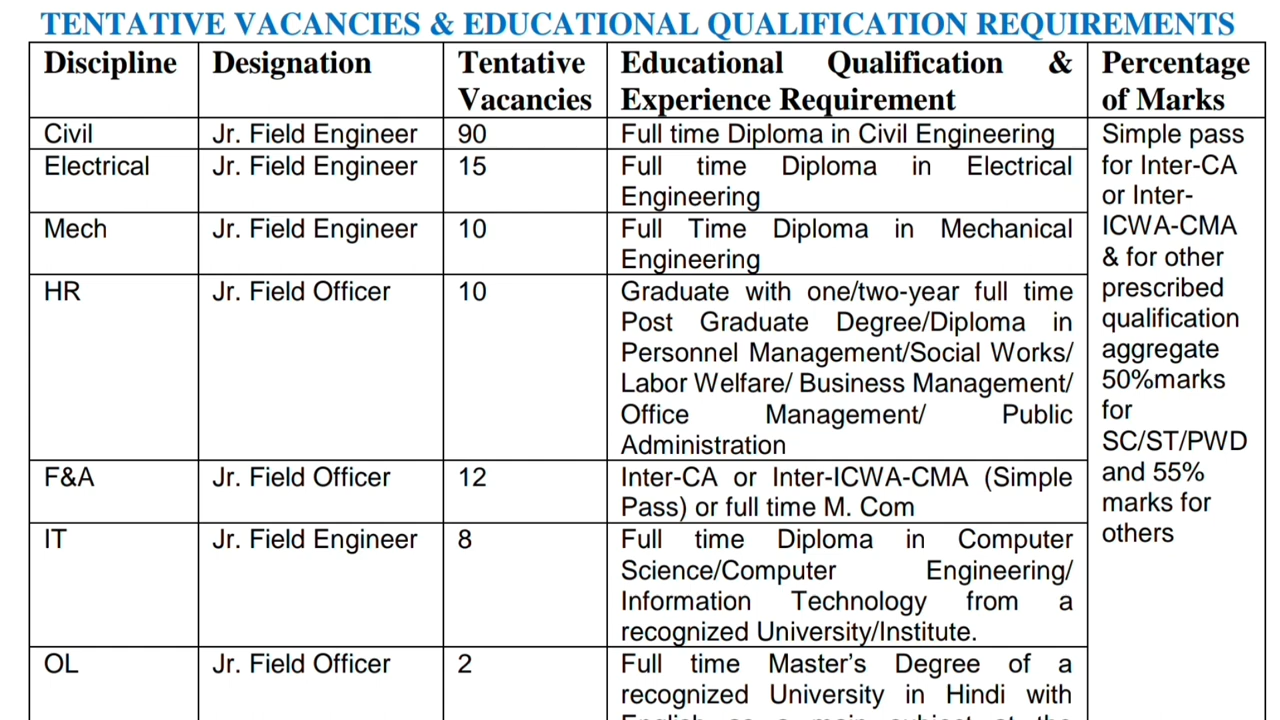 TENTATIVE VACANCIES & EDUCATIONAL QUALIFICATION REQUIREMENTS
Discipline Designation Tentative Vacancies Educational Qualification & Experience Requirement Percentage of Marks
Civil Jr. Field Engineer 90 Full time Diploma in Civil Engineering
Electrical Jr. Field Engineer 15 Full time Diploma in Electrical
Engineering
Mech Jr. Field Engineer 10 Full Time Diploma in Mechanical
Engineering
HR Jr. Field Officer 10 Graduate with one/two-year full time
Post Graduate Degree/Diploma in
Personnel Management/Social Works/
Labor Welfare/ Business Management/
Office Management/ Public
Administration
F&A Jr. Field Officer 12 Inter-CA or Inter-ICWA-CMA (Simple
Pass) or full time M. Com
IT Jr. Field Engineer 8 Full time Diploma in Computer
Science/Computer Engineering/
Information Technology from a
recognized University/Institute.
OL Jr. Field Officer 2 Full time Master's Degree of a
recognized University in Hindi with
English as a main subject at the
Simple pass
for Inter-CA
or Inter-
ICWA-CMA
& for other
prescribed
qualification
aggregate
50%marks
for
SC/ST/PWD
and 55%
marks for
others